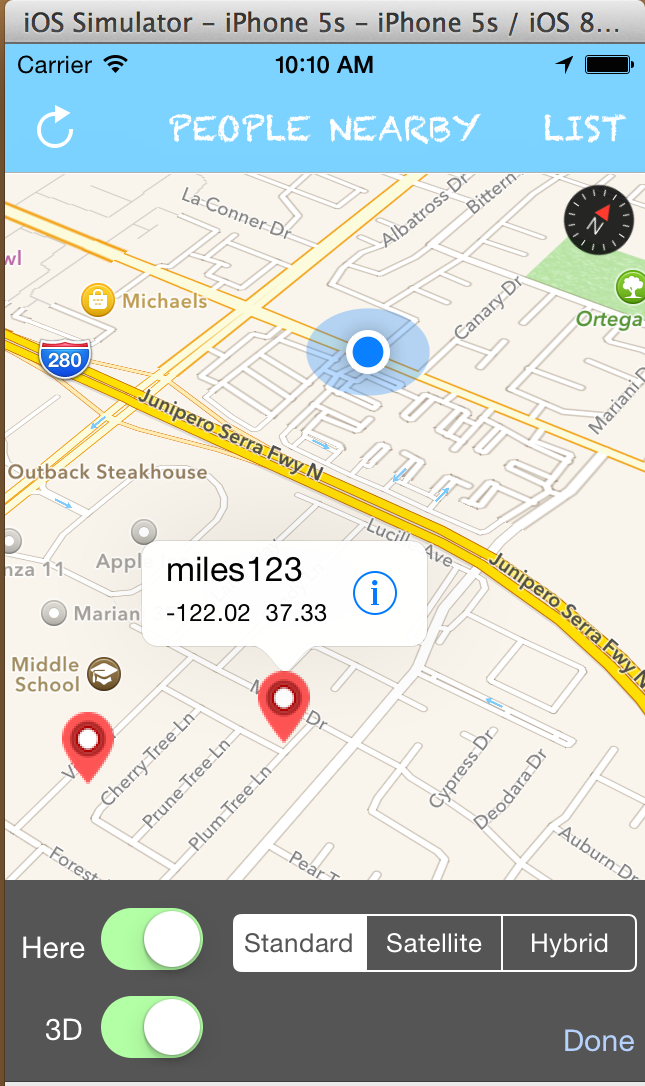 iOS Simulator – iPhone 5s – iPhone 5s / iOS 8...
Carrier 10:10 AM
PEOPLE NEARBY LIST
La Conner Dr
Albatross Dr
Bittern
N
wl
Michaels
Canary Dr
Ortega
280
Mariani
Junipero Serra Fwy N
Outback Steakhouse
Lucille Ave
nza 11
Appl
Junipero Serra Fwy N
miles123
-122.02 37.33
i
Marian
Middle
School
Dr
Cherry Tree Ln
Prune Tree Ln
Plum Tree Ln
Cypress Dr
Deodara Dr
Auburn Dr
Forest
Pear T
Here Standard Satellite Hybrid
3D
Done